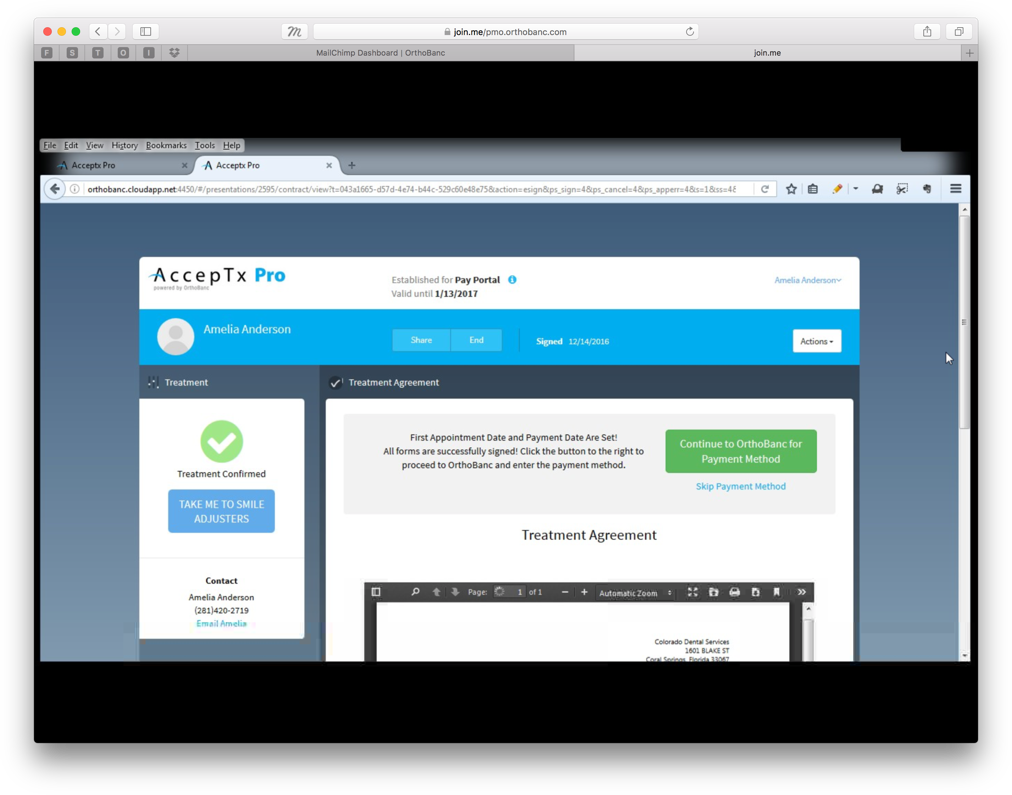 join.me/pmo.orthobanc.com
F S T O I
MailChimp Dashboard | OrthoBanc
join.me
File Edit View History Bookmarks Tools Help
Acceptx Pro
Acceptx Pro
orthobanc.cloudapp.net:4450/#/presentations/2595/contract/view?t=043a1665-d57d-4e74-b44c-529c60e48e75&action=esign&ps_sign=4&ps_cancel=4&ps_apperr=4&s=1&ss=4&
AccepTx Pro
powered by OrthoBanc
Established for Pay Portal
Valid until 1/13/2017
Amelia Anderson
Amelia Anderson
Share
End
Signed 12/14/2016
Actions
Treatment
Treatment Agreement
Treatment Confirmed
TAKE ME TO SMILE
ADJUSTERS
Contact
Amelia Anderson
(281)420-2719
Email Amelia
First Appointment Date and Payment Date Are Set!
All forms are successfully signed! Click the button to the right to
proceed to OrthoBanc and enter the payment method.
Continue to OrthoBanc for
Payment Method
Skip Payment Method
Treatment Agreement
Page: 1 of 1
Automatic Zoom
Colorado Dental Services
1601 BLAKE ST
Coral Springs, Florida 33067